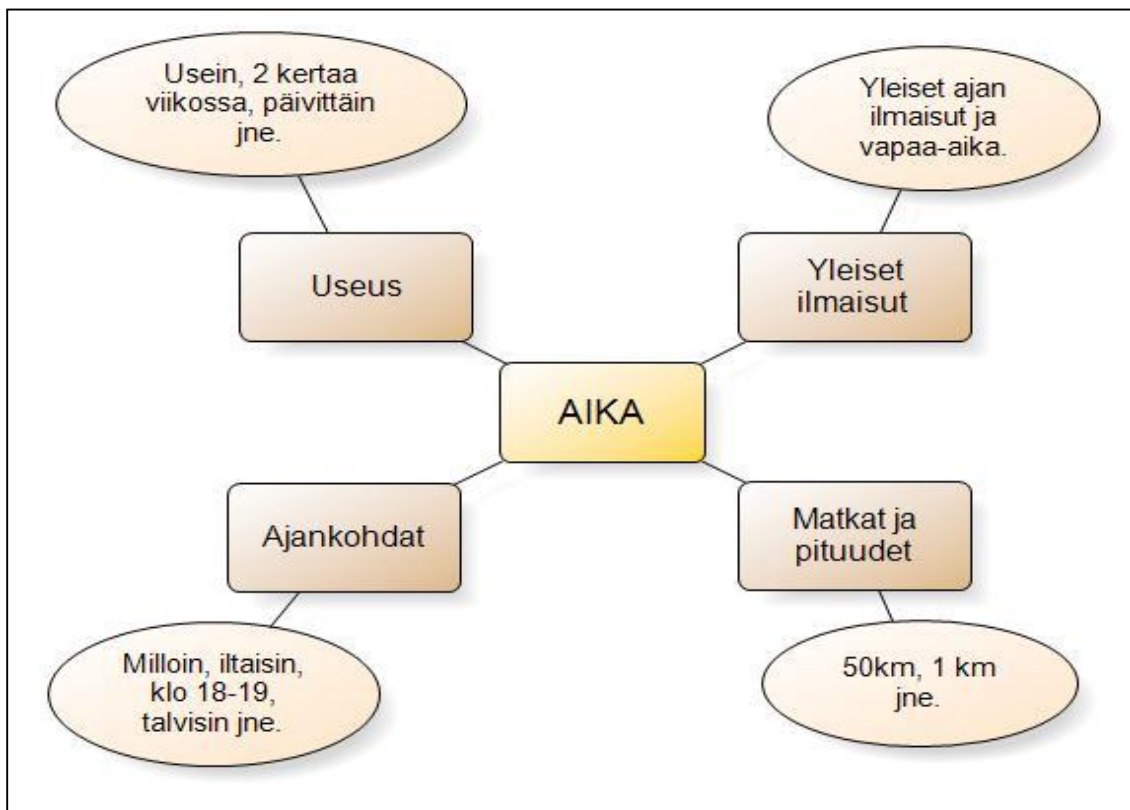 Usein, 2 kertaa
viikossa, päivittäin
jne.
Yleiset ajan
ilmaisut ja
vapaa-aika.
Useus
Yleiset
ilmaisut
AIKA
Ajankohdat
Matkat ja
pituudet
Milloin, iltaisin,
klo 18-19,
talvisin jne.
50km, 1 km
jne.